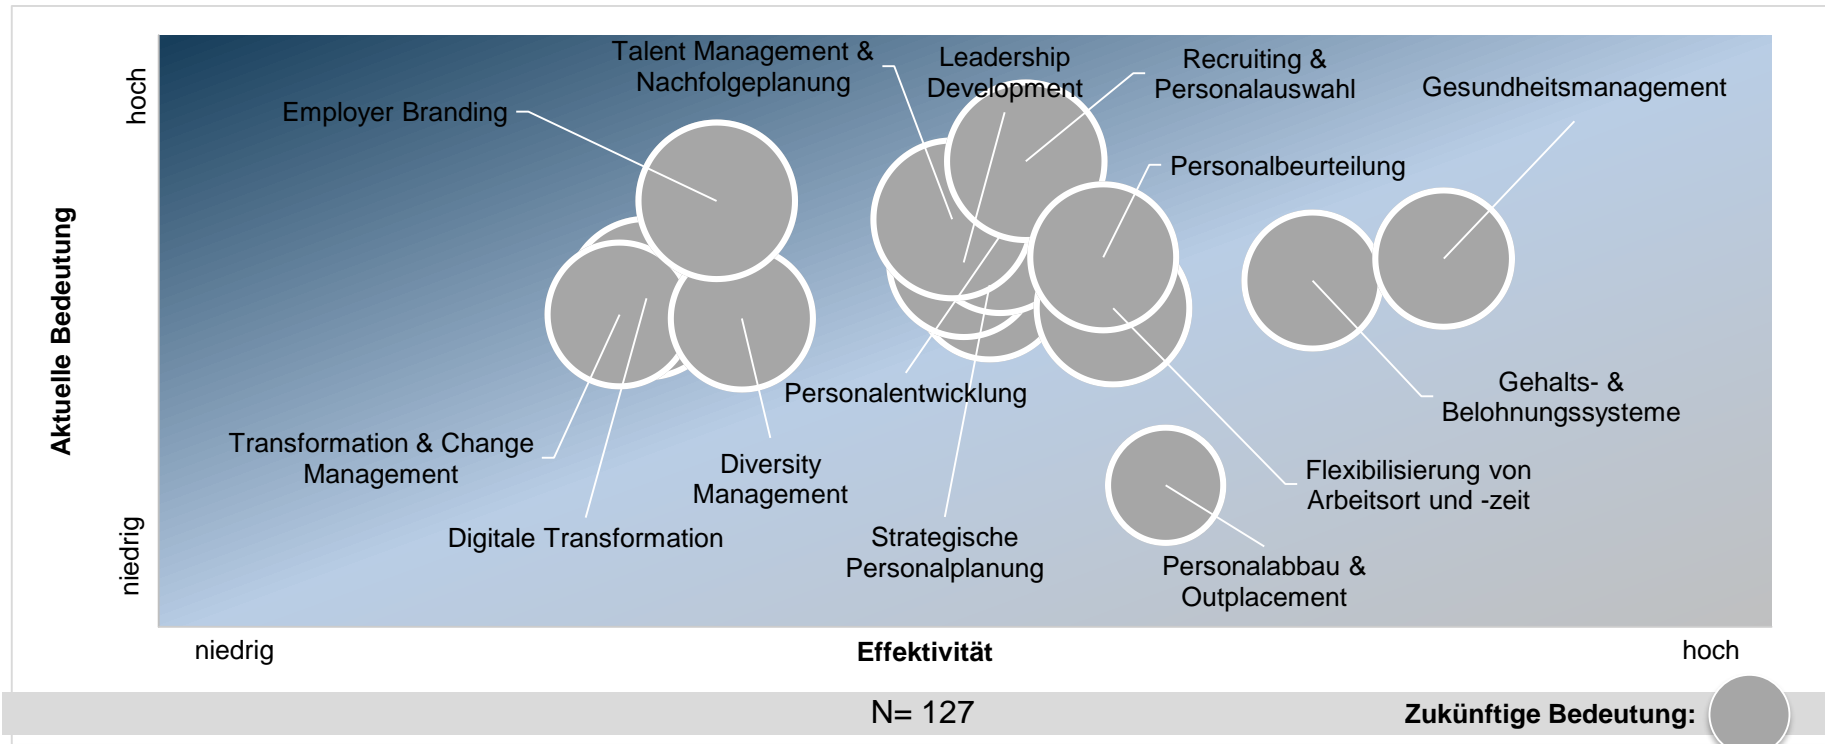 Talent Management &
Nachfolgeplanung
Leadership
Development
Recruiting &
Personalauswahl
Gesundheitsmanagement
Employer Branding
Personalbeurteilung
hoch
Aktuelle Bedeutung
niedrig
Personalentwicklung
Gehalts- &
Belohnungssysteme
Transformation & Change
Management
Diversity
Management
Flexibilisierung von
Arbeitsort und -zeit
Digitale Transformation
Strategische
Personalplanung
Personalabbau &
Outplacement
niedrig
Effektivität
hoch
N= 127
Zukünftige Bedeutung: